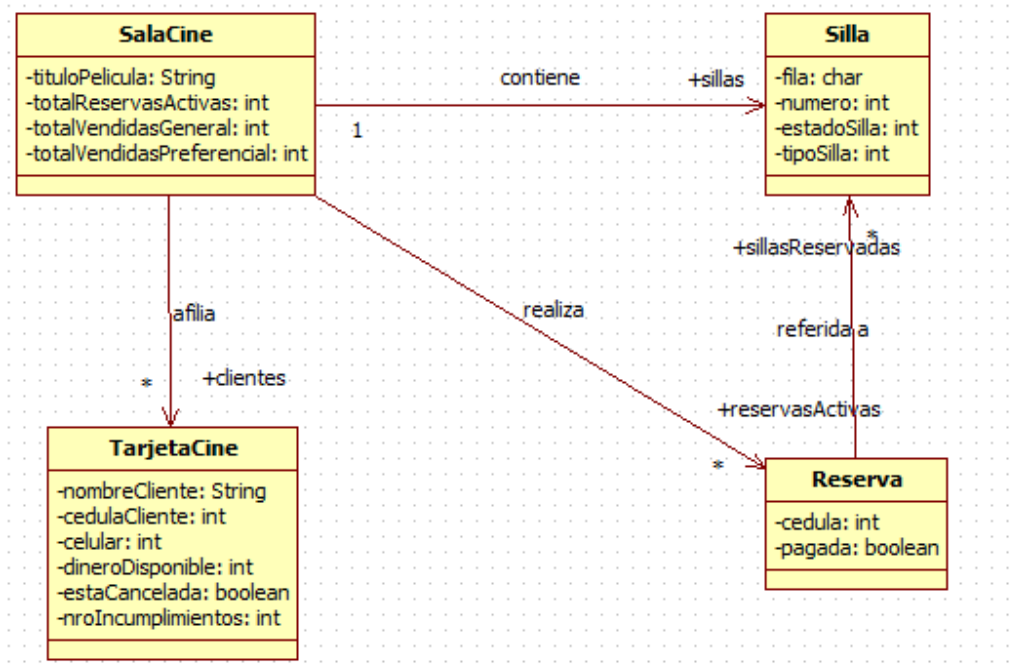 SalaCine
-tituloPelicula: String
-totalReservasActivas: int
-totalVendidasGeneral: int
-totalVendidasPreferencial: int
contiene
+sillas
1
Silla
-fila: char
-numero: int
-estadoSilla: int
-tipoSilla: int
*
+sillasReservadas
referida a
afilia
realiza
* +clientes
+reservasActivas
*
TarjetaCine
-nombreCliente: String
-cedulaCliente: int
-celular: int
-dineroDisponible: int
-estaCancelada: boolean
-nroIncumplimientos: int
Reserva
-cedula: int
-pagada: boolean